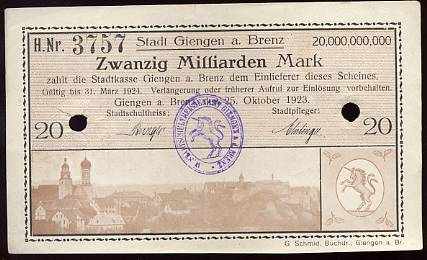 H.Nr. 3757 Stadt Giengen a. Brenz 20,000,000,000
Zwanzig Milliarden Mark
zahlt die Stadtkasse Giengen a. Brenz dem Einlieferer dieses Scheines.
Gültig bis 31. März 1924. Verlängerung oder früherer Aufruf zur Einlösung vorbehalten.
Giengen a. Brenz 25. Oktober 1923.
Stadtschultheiss: Stadtpfleger:
20 20
G. Schmid, Buchdr., Giengen a. Br.